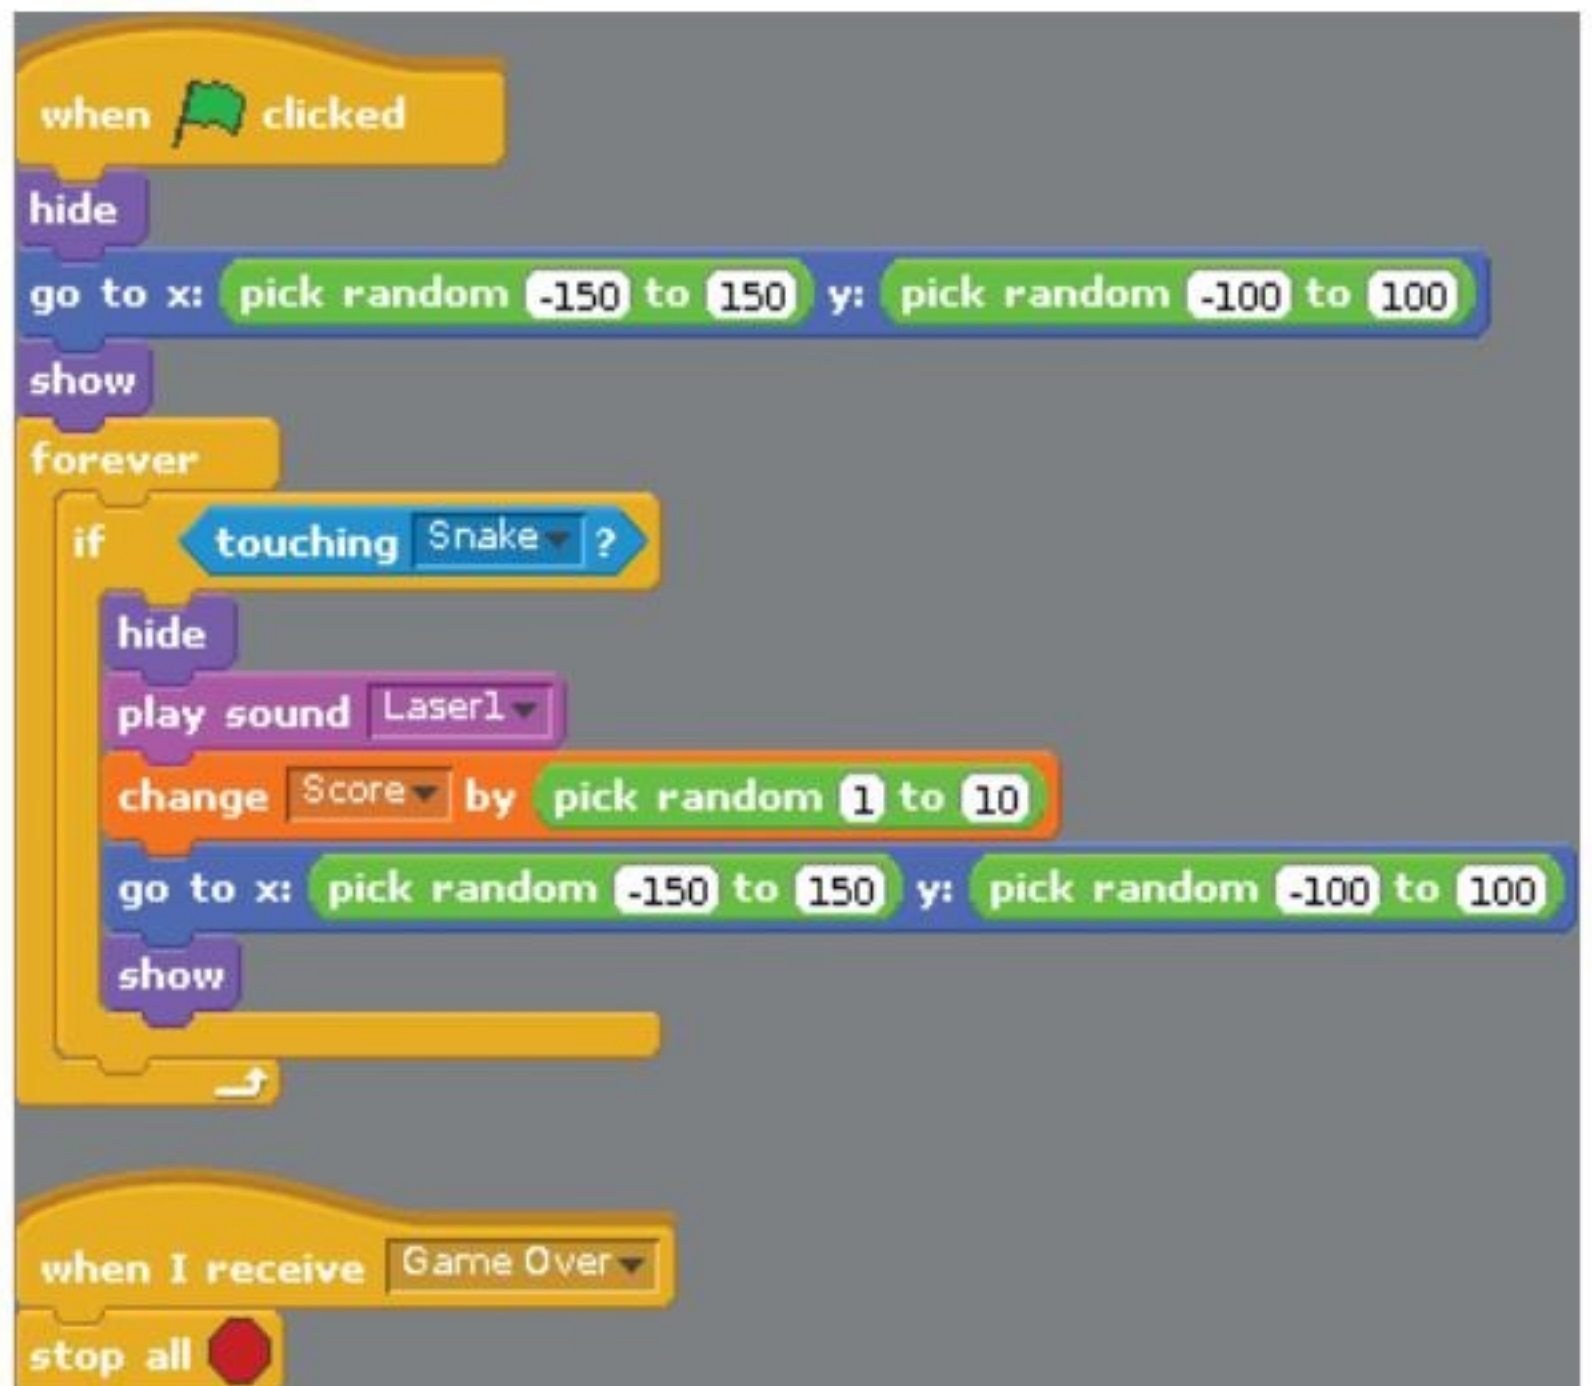 when clicked
hide
go to x: pick random -150 to 150 y: pick random -100 to 100
show
forever
if touching Snake ?
hide
play sound Laser1
change Score by pick random 1 to 10
go to x: pick random -150 to 150 y: pick random -100 to 100
show
when I receive Game Over
stop all